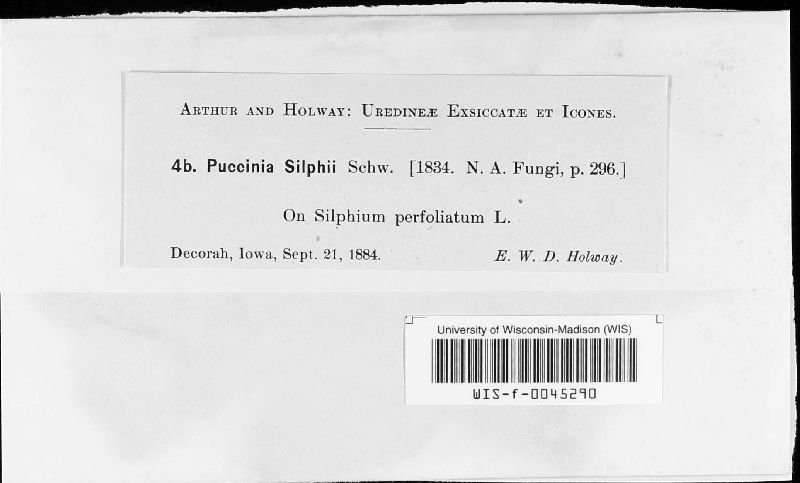 Arthur and Holway: Uredineæ Exsiccatæ et Icones.
4b. Puccinia Silphii Schw. [1834. N. A. Fungi, p. 296.]
On Silphium perfoliatum L.
Decorah, Iowa, Sept. 21, 1884. E. W. D. Holway.
University of Wisconsin-Madison (WIS)
WIS-f-0045290